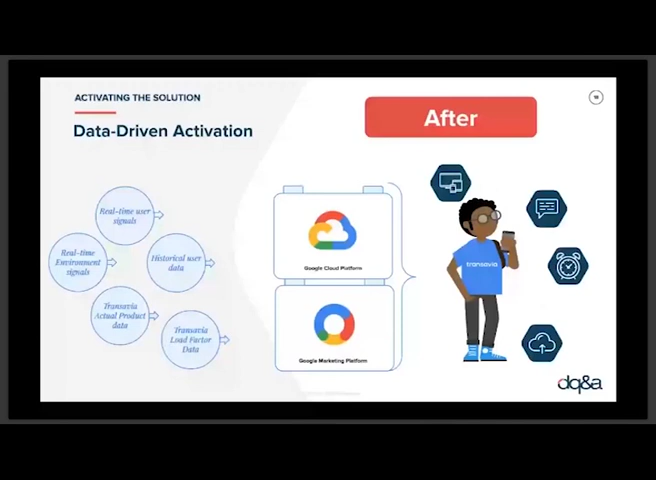 ACTIVATING THE SOLUTION
Data-Driven Activation
After
Real-time user
signals
Real-time
Environment
signals
Historical user
data
Transavia
Actual Product
data
Transavia
Load Factor
Data
Google Cloud Platform
Google Marketing Platform
transavia
dq&a